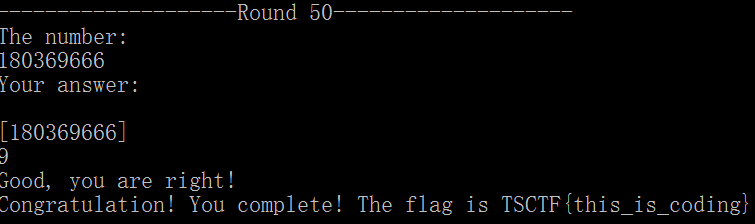 --------------------Round 50--------------------
The number:
180369666
Your answer:
[180369666]
9
Good, you are right!
Congratulation! You complete! The flag is TSCTF{this_is_coding}